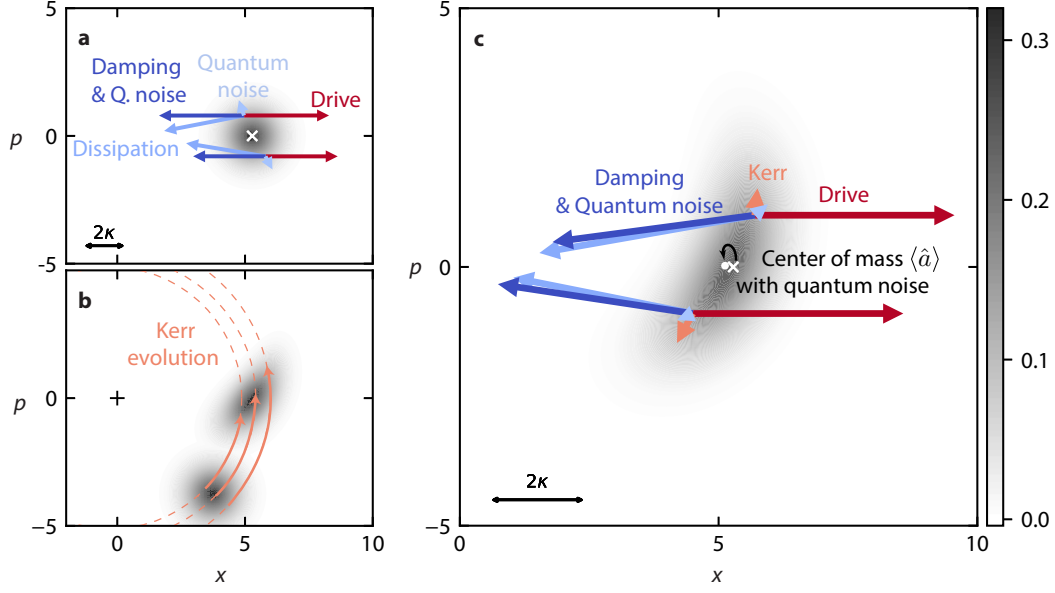 5
a
Quantum
noise
Damping
& Q. noise
Drive
p
0
Dissipation
2κ
-5
5
b
Kerr
evolution
p
0
−5
0
5
10
x
5
c
Kerr
Damping
& Quantum noise
Drive
p
0
Center of mass ⟨â⟩
with quantum noise
2κ
−5
0
5
10
x
0.3
0.2
0.1
0.0